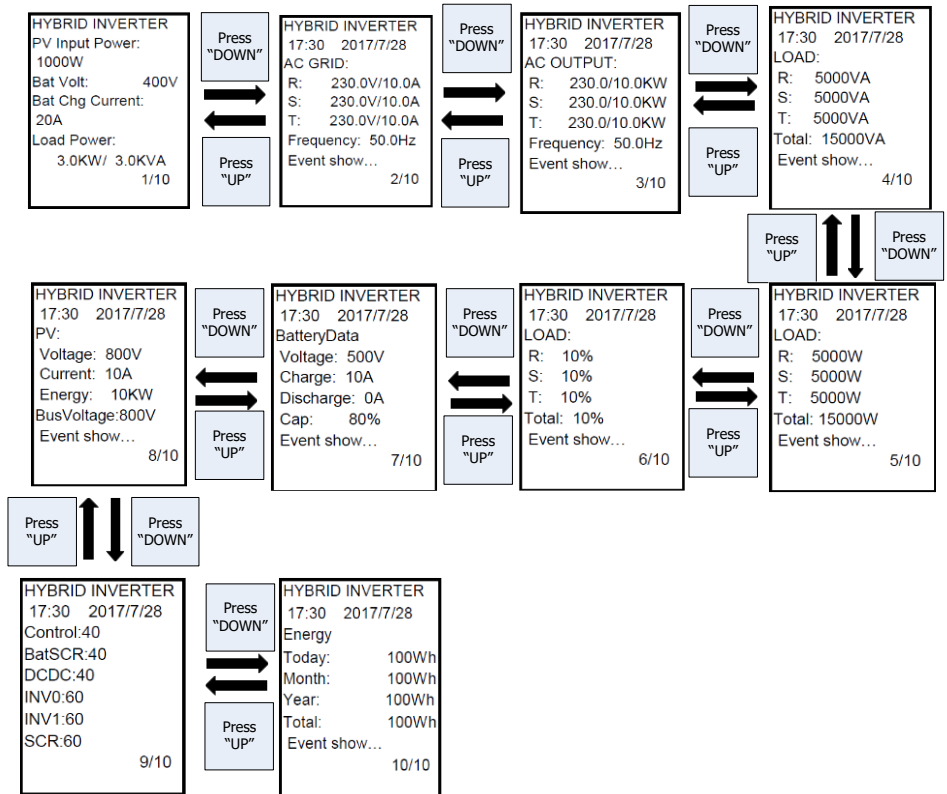 HYBRID INVERTER
PV Input Power:
1000W
Bat Volt: 400V
Bat Chg Current:
20A
Load Power:
3.0KW/ 3.0KVA
1/10
Press
"DOWN"
Press
"UP"
HYBRID INVERTER
17:30 2017/7/28
AC GRID:
R: 230.0V/10.0A
S: 230.0V/10.0A
T: 230.0V/10.0A
Frequency: 50.0Hz
Event show...
2/10
Press
"DOWN"
Press
"UP"
HYBRID INVERTER
17:30 2017/7/28
AC OUTPUT:
R: 230.0/10.0KW
S: 230.0/10.0KW
T: 230.0/10.0KW
Frequency: 50.0Hz
Event show...
3/10
Press
"DOWN"
Press
"UP"
HYBRID INVERTER
17:30 2017/7/28
LOAD:
R: 5000VA
S: 5000VA
T: 5000VA
Total: 15000VA
Event show...
4/10
Press
"UP"
Press
"DOWN"
HYBRID INVERTER
17:30 2017/7/28
PV:
Voltage: 800V
Current: 10A
Energy: 10KW
BusVoltage:800V
Event show...
8/10
Press
"DOWN"
Press
"UP"
HYBRID INVERTER
17:30 2017/7/28
BatteryData
Voltage: 500V
Charge: 10A
Discharge: 0A
Cap: 80%
Event show...
7/10
Press
"DOWN"
Press
"UP"
HYBRID INVERTER
17:30 2017/7/28
LOAD:
R: 10%
S: 10%
T: 10%
Total: 10%
Event show...
6/10
Press
"DOWN"
Press
"UP"
HYBRID INVERTER
17:30 2017/7/28
LOAD:
R: 5000W
S: 5000W
T: 5000W
Total: 15000W
Event show...
5/10
Press
"UP"
Press
"DOWN"
HYBRID INVERTER
17:30 2017/7/28
Control:40
BatSCR:40
DCDC:40
INV0:60
INV1:60
SCR:60
9/10
Press
"DOWN"
Press
"UP"
HYBRID INVERTER
17:30 2017/7/28
Energy
Today: 100Wh
Month: 100Wh
Year: 100Wh
Total: 100Wh
Event show...
10/10